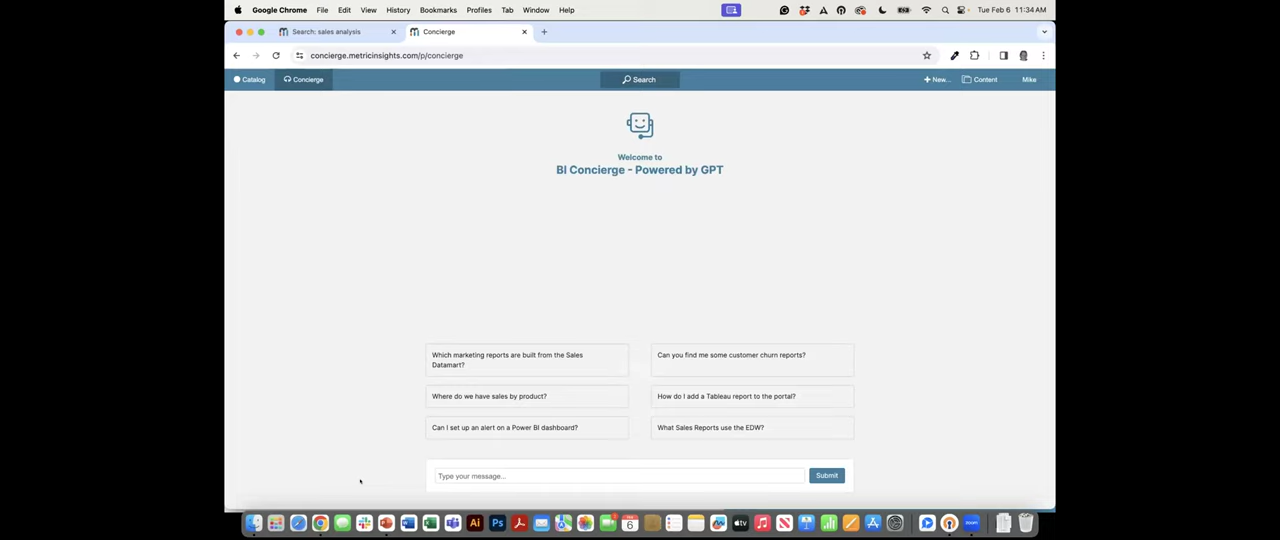 Google Chrome File Edit View History Bookmarks Profiles Tab Window Help Tue Feb 6 11:34 AM
Search: sales analysis Concierge
concierge.metricinsights.com/p/concierge
Catalog Concierge Search New... Content Mike
Welcome to
BI Concierge - Powered by GPT
Which marketing reports are built from the Sales
Datamart?
Can you find me some customer churn reports?
Where do we have sales by product?
How do I add a Tableau report to the portal?
Can I set up an alert on a Power BI dashboard?
What Sales Reports use the EDW?
Type your message... Submit
Ai Ps tv zoom